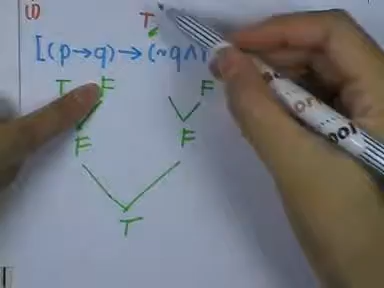 (i)
T
[(p→q)→(~q∧
T F F
F F
T